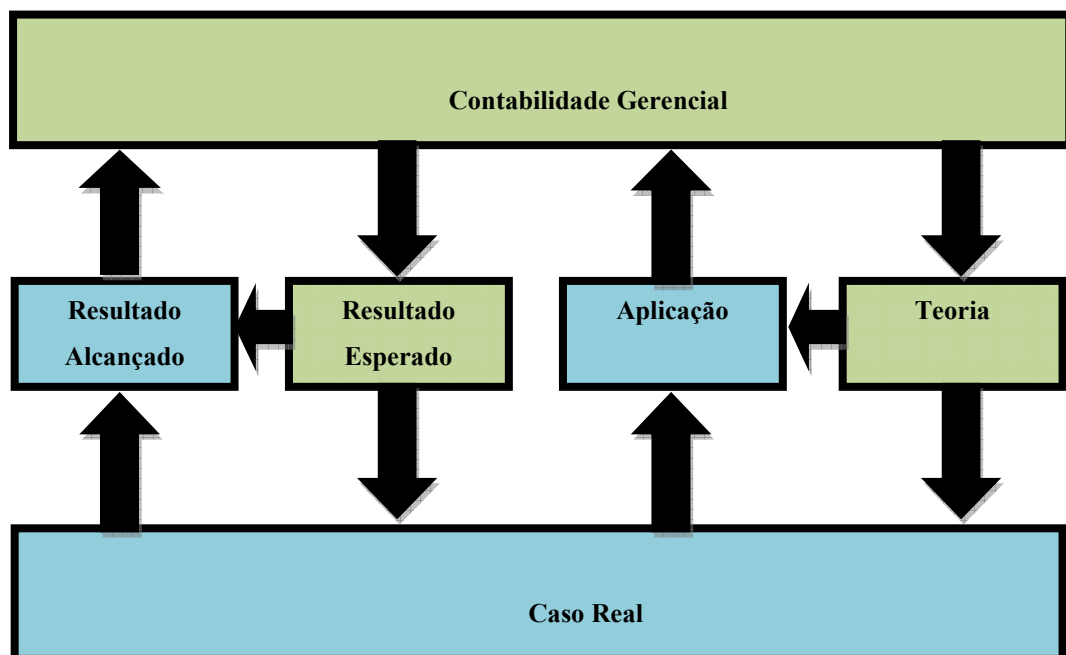 Contabilidade Gerencial
Resultado
Alcançado
Resultado
Esperado
Aplicação
Teoria
Caso Real